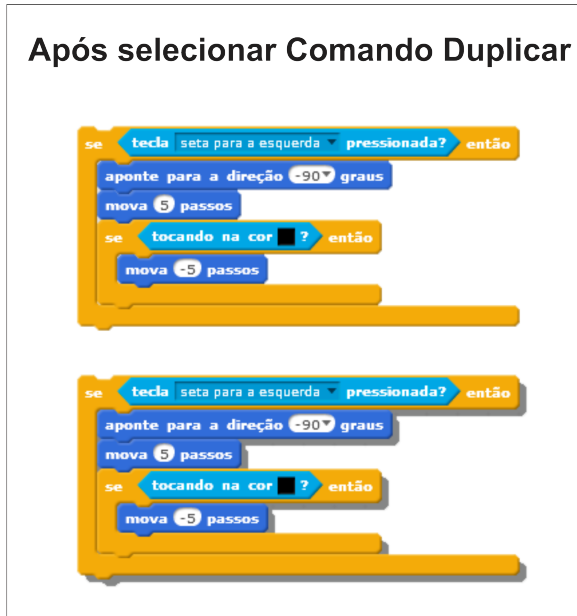 Após selecionar Comando Duplicar
se tecla seta para a esquerda pressionada? então
aponte para a direção -90 graus
mova 5 passos
se tocando na cor ? então
mova -5 passos
se tecla seta para a esquerda pressionada? então
aponte para a direção -90 graus
mova 5 passos
se tocando na cor ? então
mova -5 passos